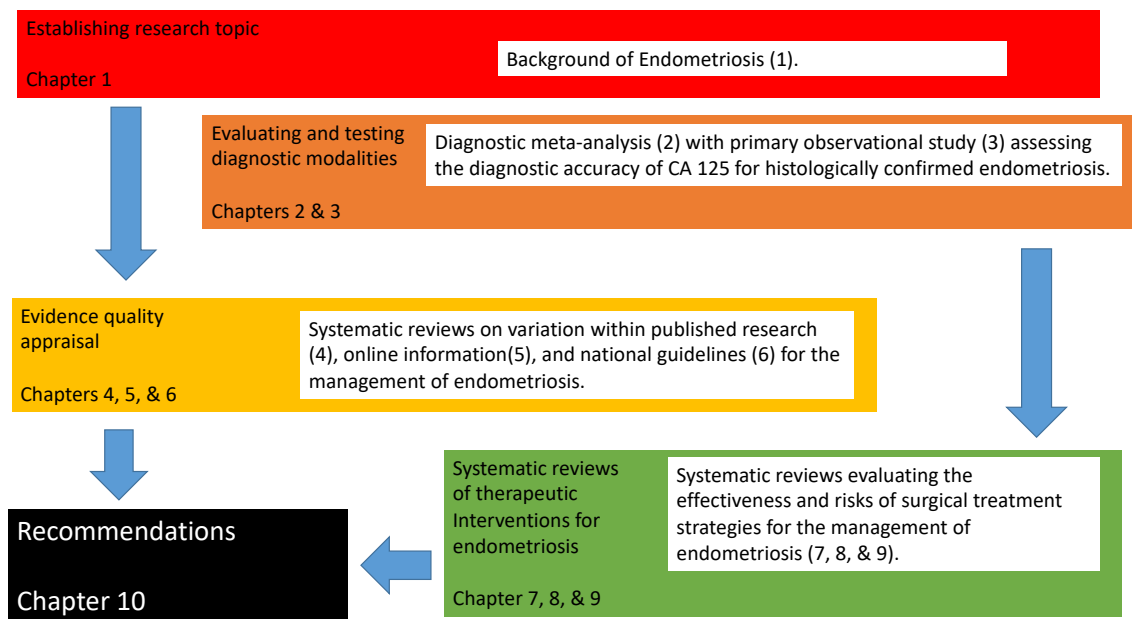 Establishing research topic
Chapter 1
Background of Endometriosis (1).
Evaluating and testing
diagnostic modalities
Chapters 2 & 3
Diagnostic meta-analysis (2) with primary observational study (3) assessing
the diagnostic accuracy of CA 125 for histologically confirmed endometriosis.
Evidence quality
appraisal
Chapters 4, 5, & 6
Systematic reviews on variation within published research
(4), online information(5), and national guidelines (6) for the
management of endometriosis.
Systematic reviews
of therapeutic
Interventions for
endometriosis
Chapter 7, 8, & 9
Systematic reviews evaluating the
effectiveness and risks of surgical treatment
strategies for the management of
endometriosis (7, 8, & 9).
Recommendations
Chapter 10